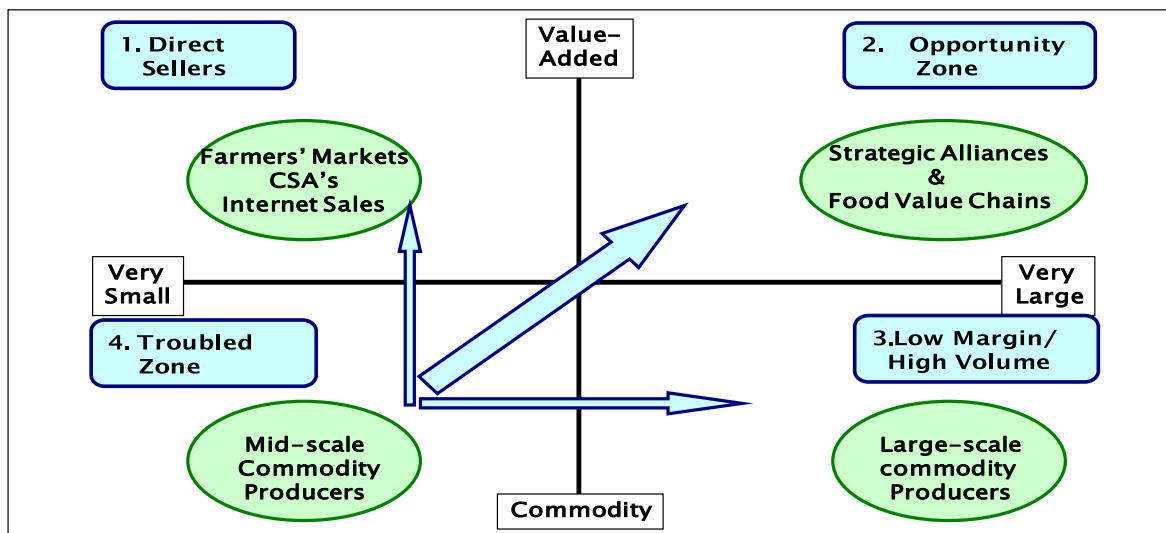 1. Direct
Sellers
Value–
Added
2. Opportunity
Zone
Farmers’ Markets
CSA’s
Internet Sales
Strategic Alliances
&
Food Value Chains
Very
Small
Very
Large
4. Troubled
Zone
3.Low Margin/
High Volume
Mid–scale
Commodity
Producers
Large–scale
commodity
Producers
Commodity